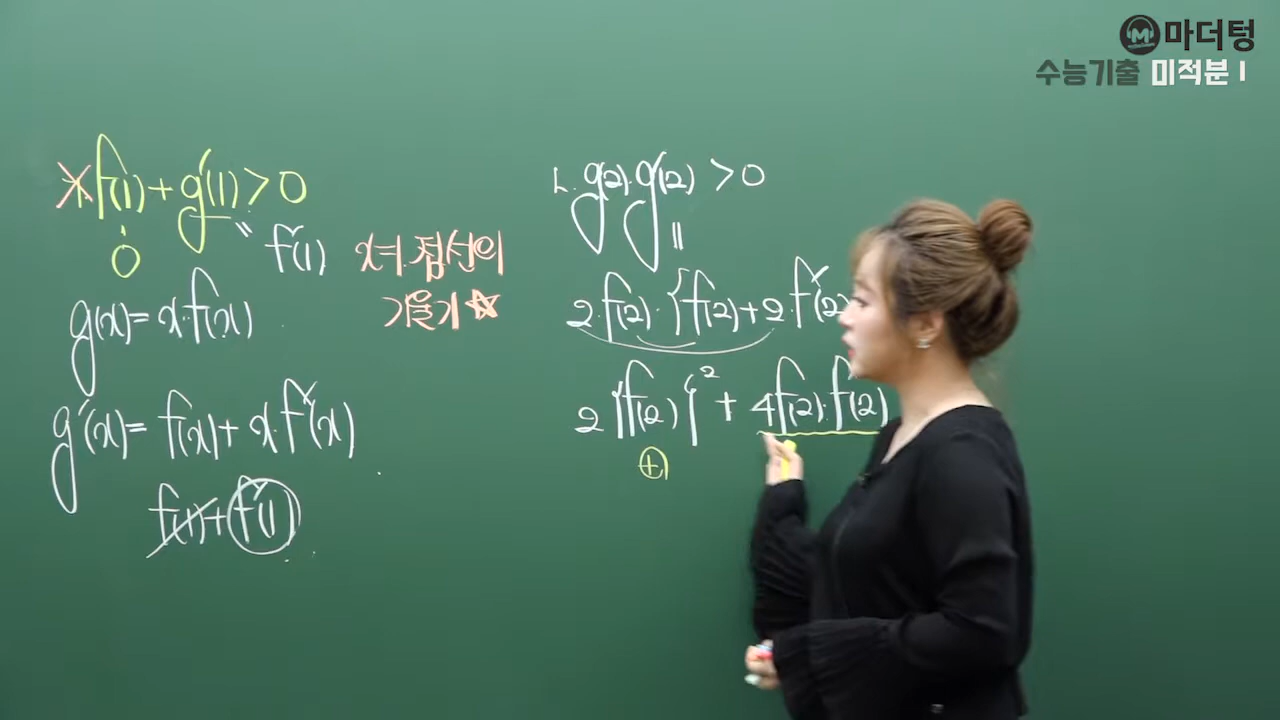 마더텅
수능기출 미적분 I
ㄱ. f(1) + g'(1) > 0
0
=
f'(1)
x=1 접선의
기울기 ☆
g(x) = x·f(x)
g'(x) = f(x) + x·f'(x)
f(1) + f'(1)
ㄴ. g(2)·g'(2) > 0
=
2·f(2)·{f(2) + 2·f'(2)
2{f(2)}² + 4f(2)·f'(2)
⊕